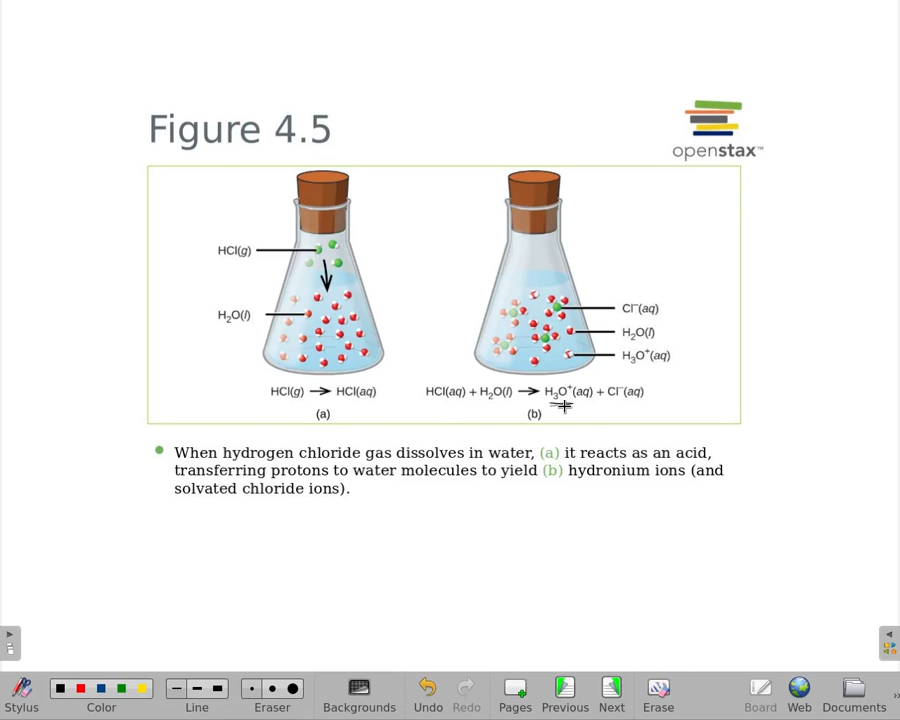 Figure 4.5
openstax™
HCl(g)
H₂O(l)
HCl(g) ⟶ HCl(aq)
(a)
Cl⁻(aq)
H₂O(l)
H₃O⁺(aq)
HCl(aq) + H₂O(l) ⟶ H₃O⁺(aq) + Cl⁻(aq)
(b)
When hydrogen chloride gas dissolves in water, (a) it reacts as an acid,
transferring protons to water molecules to yield (b) hydronium ions (and
solvated chloride ions).
Stylus Color Line Eraser Backgrounds Undo Redo Pages Previous Next Erase Board Web Documents